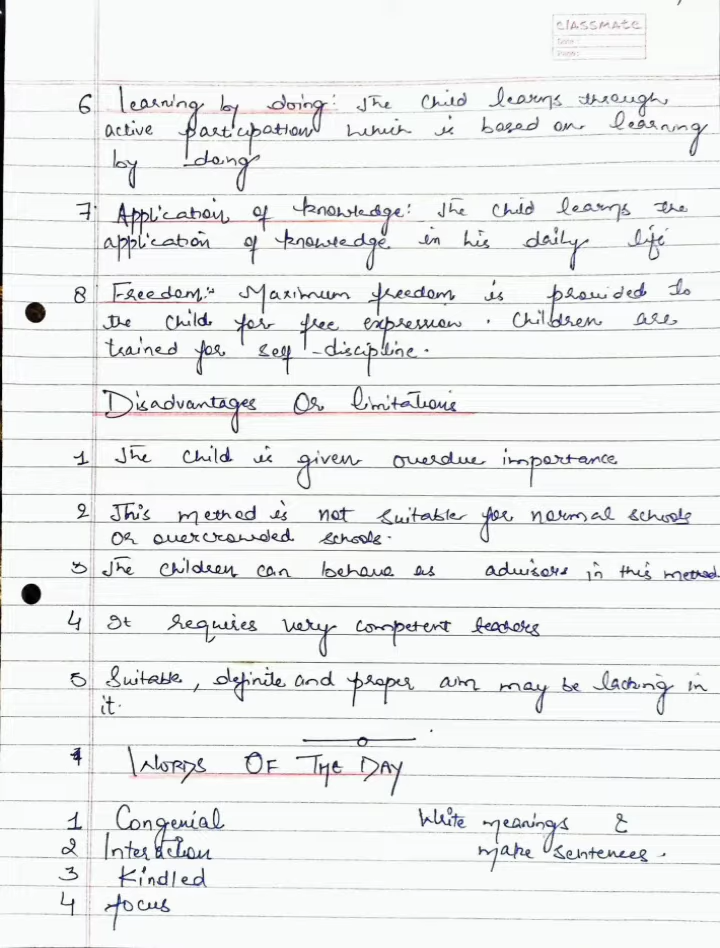 CLASSMATE
Date:
Page:
6 Learning by doing: The child learns through
active participation which is based on learning
by doing
7. Application of knowledge: The child learns the
application of knowledge in his daily life
8 Freedom:- Maximum freedom is provided to
the child for free expression. Children are
trained for self-discipline.
Disadvantages Or limitations
1 The child is given overdue importance
2 This method is not suitable for normal schools
or overcrowded schools.
3 The children can behave as advisors in this method
4 It requires very competent teachers
5 Suitable, definite and proper aim may be lacking in
it.
WORDS OF THE DAY
1 Congenial Write meanings &
2 Interaction make sentences.
3 Kindled
4 focus